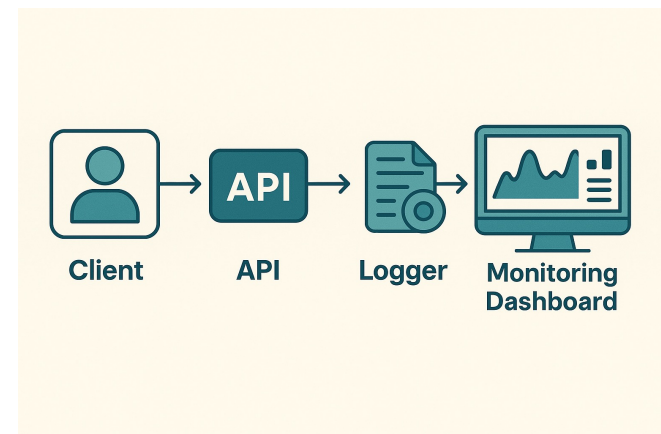 API
Client
API
Logger
Monitoring
Dashboard